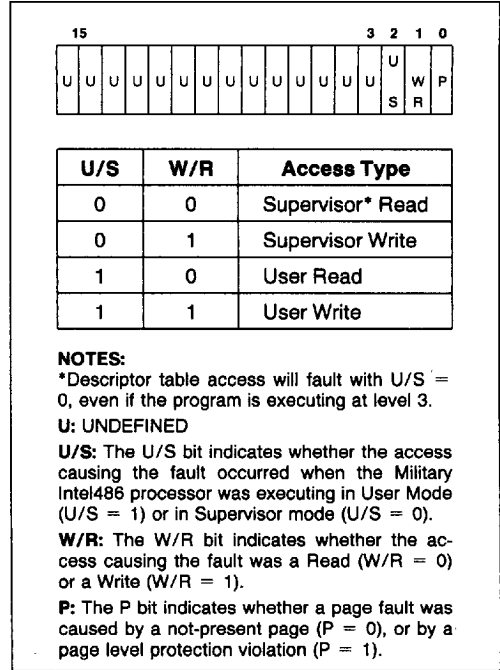 15 3 2 1 0
U U U U U U U U U U U U U U S W R P
U/S W/R Access Type
0 0 Supervisor* Read
0 1 Supervisor Write
1 0 User Read
1 1 User Write
NOTES:
*Descriptor table access will fault with U/S =
0, even if the program is executing at level 3.
U: UNDEFINED
U/S: The U/S bit indicates whether the access
causing the fault occurred when the Military
Intel486 processor was executing in User Mode
(U/S = 1) or in Supervisor mode (U/S = 0).
W/R: The W/R bit indicates whether the ac-
cess causing the fault was a Read (W/R = 0)
or a Write (W/R = 1).
P: The P bit indicates whether a page fault was
caused by a not-present page (P = 0), or by a
page level protection violation (P = 1).